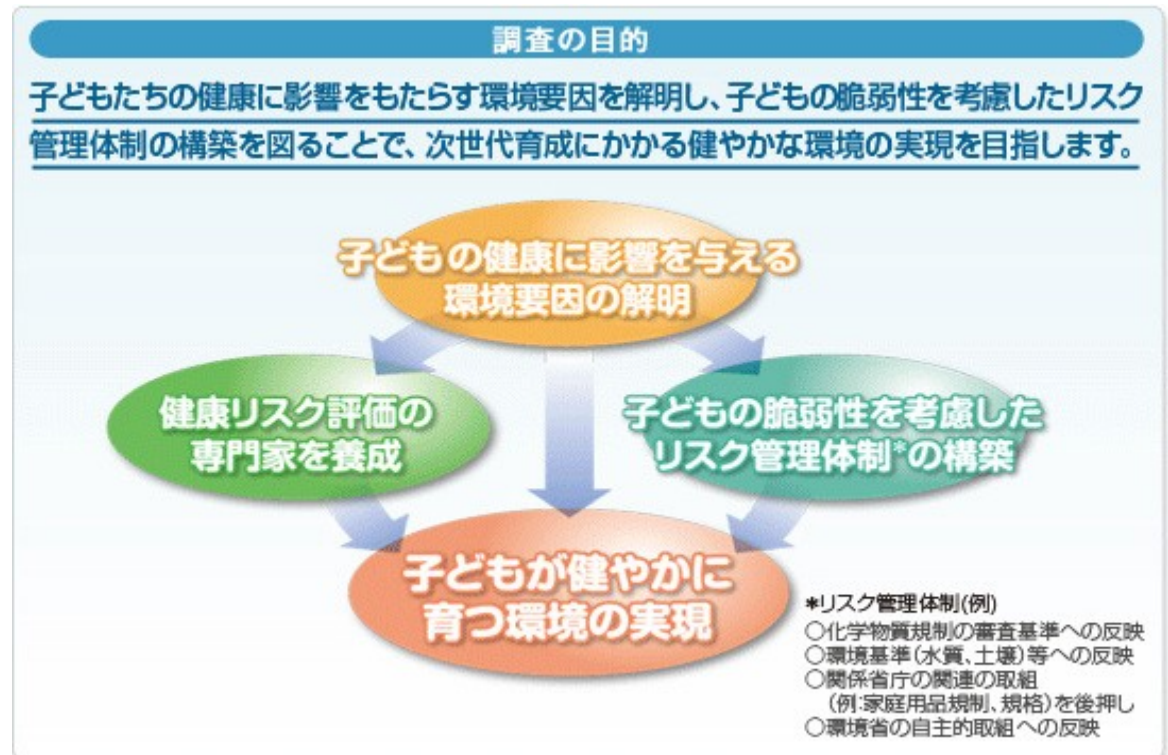 調査の目的
子どもたちの健康に影響をもたらす環境要因を解明し、子どもの脆弱性を考慮したリスク
管理体制の構築を図ることで、次世代育成にかかる健やかな環境の実現を目指します。
子どもの健康に影響を与える
環境要因の解明
健康リスク評価の
専門家を養成
子どもの脆弱性を考慮した
リスク管理体制*の構築
子どもが健やかに
育つ環境の実現
*リスク管理体制(例)
○化学物質規制の審査基準への反映
○環境基準(水質、土壌)等への反映
○関係省庁の関連の取組
(例:家庭用品規制、規格)を後押し
○環境省の自主的取組への反映